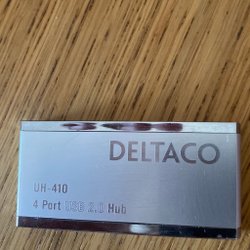 DELTACO
UH-410
4 Port USB 2.0 Hub